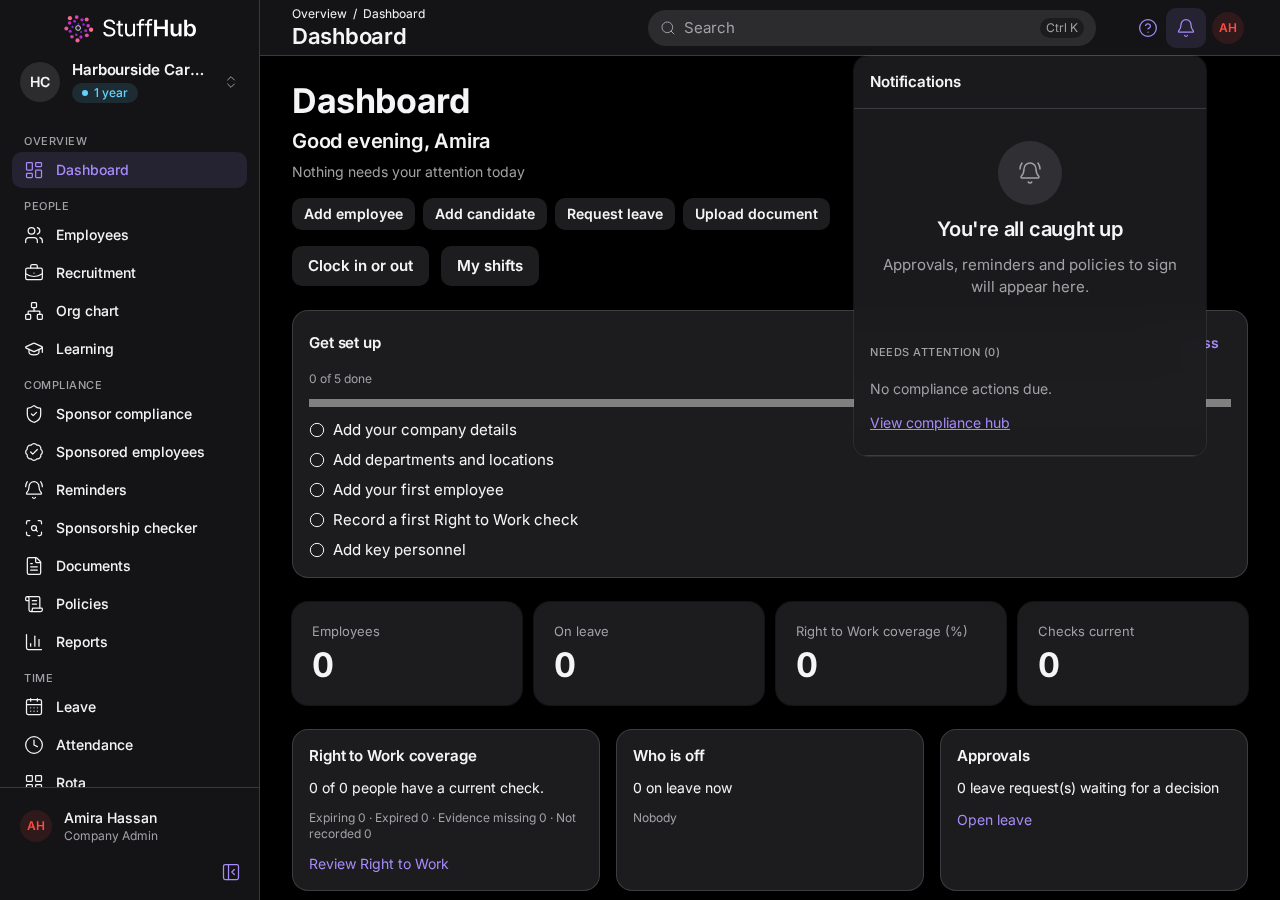 StuffHub
HC
Harbourside Car...
1 year
OVERVIEW
Dashboard
PEOPLE
Employees
Recruitment
Org chart
Learning
COMPLIANCE
Sponsor compliance
Sponsored employees
Reminders
Sponsorship checker
Documents
Policies
Reports
TIME
Leave
Attendance
Rota
AH
Amira Hassan
Company Admin
Overview / Dashboard
Dashboard
Search
Ctrl K
AH
Dashboard
Good evening, Amira
Nothing needs your attention today
Add employee
Add candidate
Request leave
Upload document
Clock in or out
My shifts
Notifications
You're all caught up
Approvals, reminders and policies to sign
will appear here.
NEEDS ATTENTION (0)
No compliance actions due.
View compliance hub
Get set up
0 of 5 done
Add your company details
Add departments and locations
Add your first employee
Record a first Right to Work check
Add key personnel
Employees
0
On leave
0
Right to Work coverage (%)
0
Checks current
0
Right to Work coverage
0 of 0 people have a current check.
Expiring 0 · Expired 0 · Evidence missing 0 · Not
recorded 0
Review Right to Work
Who is off
0 on leave now
Nobody
Approvals
0 leave request(s) waiting for a decision
Open leave